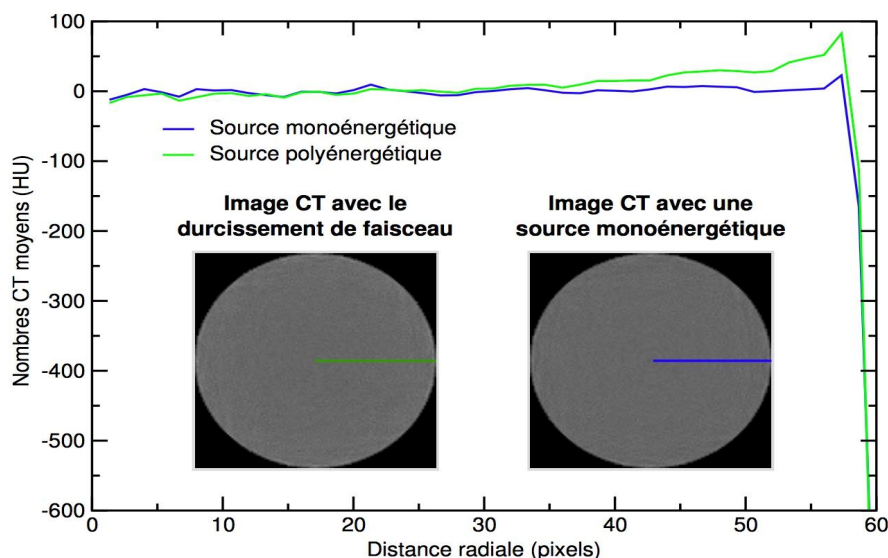 100
0
-100
-200
-300
-400
-500
-600
Nombres CT moyens (HU)
Source monoénergétique
Source polyénergétique
Image CT avec le
durcissement de faisceau
Image CT avec une
source monoénergétique
0
10
20
30
40
50
60
Distance radiale (pixels)